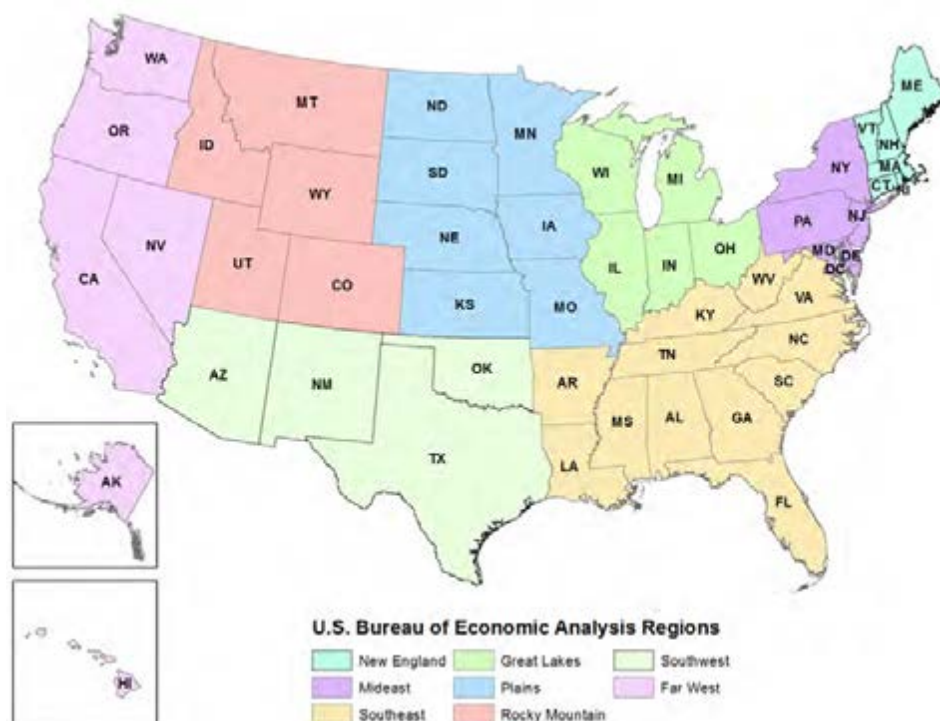 WA
ME
MT
ND
MN
VT
OR
NH
ID
MA
WI
NY
SD
MI
CT
RI
WY
PA
NJ
IA
NE
OH
MD
DE
NV
DC
IL
IN
UT
WV
CA
CO
VA
KS
MO
KY
NC
TN
OK
AZ
AR
SC
NM
MS
AL
GA
TX
LA
AK
FL
HI
U.S. Bureau of Economic Analysis Regions
New England
Great Lakes
Southwest
Mideast
Plains
Far West
Southeast
Rocky Mountain